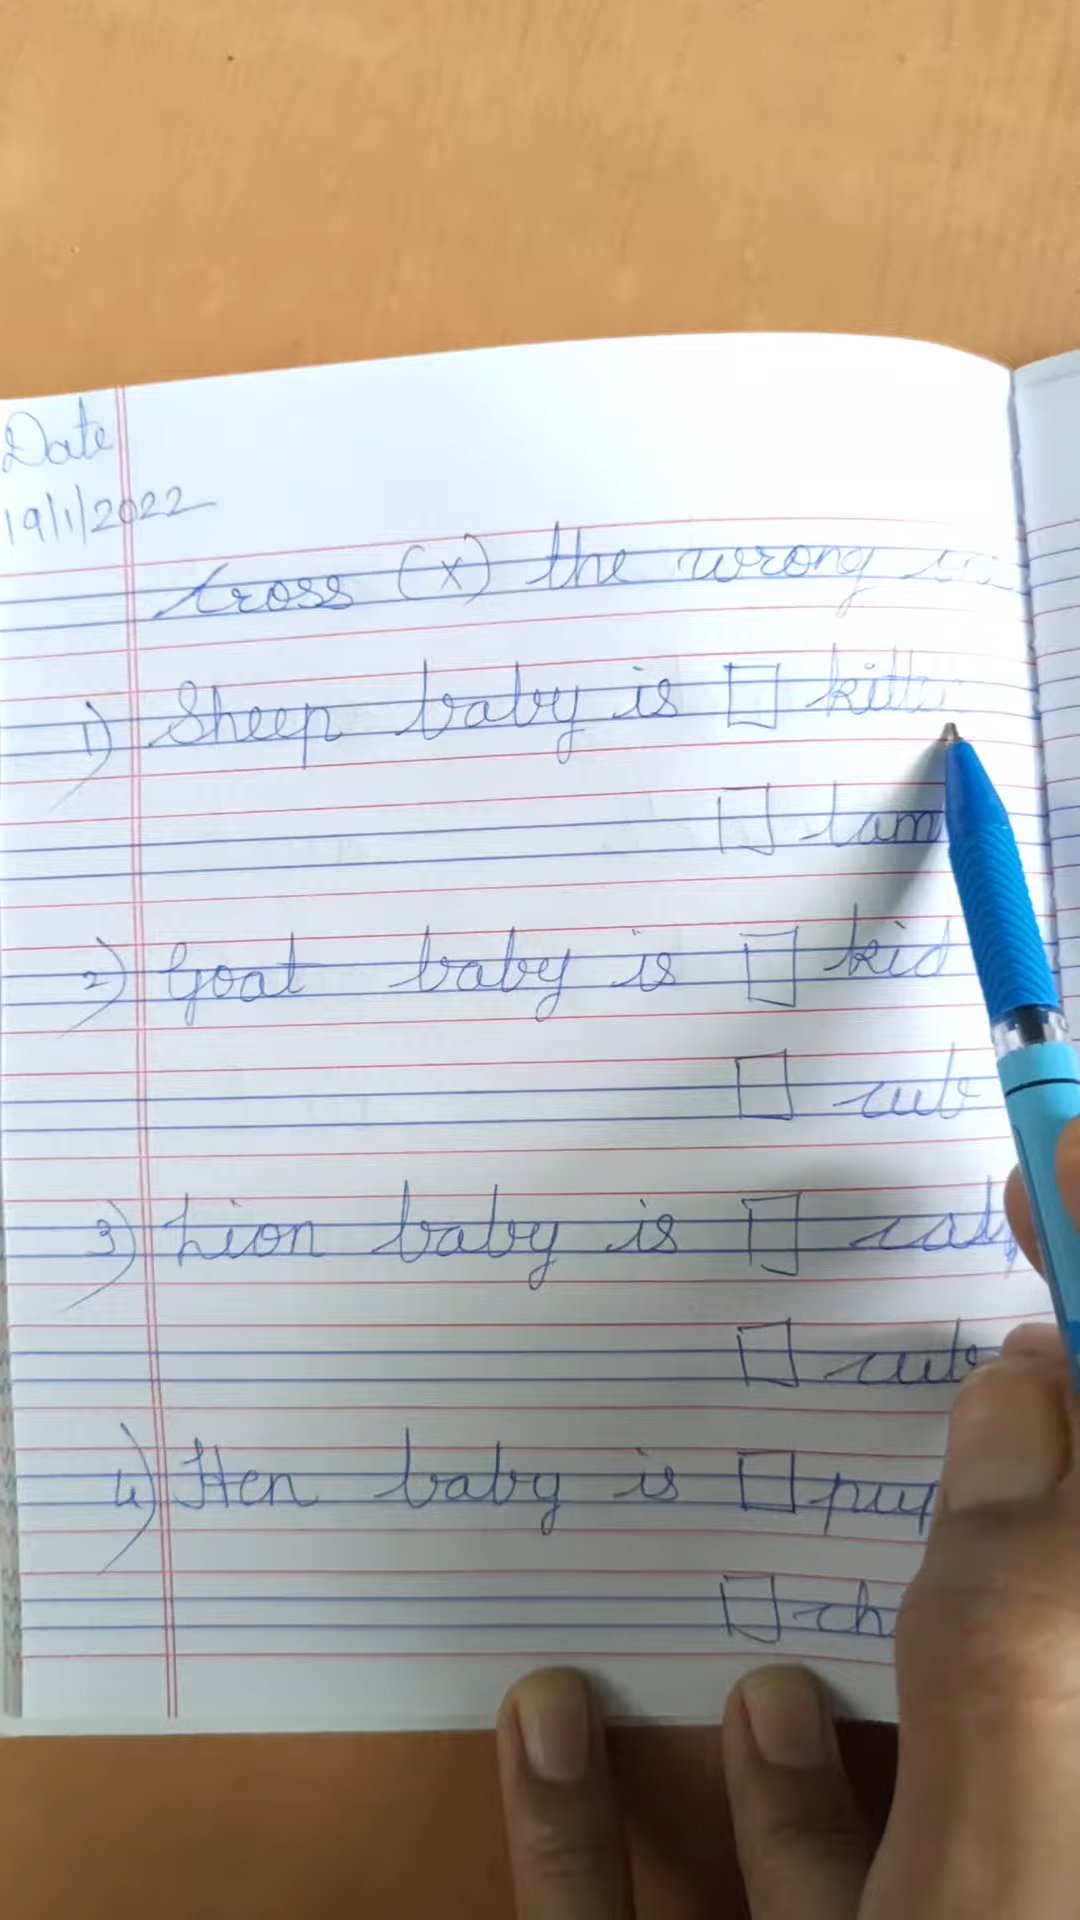 Date
19/1/2022
Cross (x) the wrong
1) Sheep baby is
2) Goat baby is kid
cub
3) Lion baby is
cub
4) Hen baby is